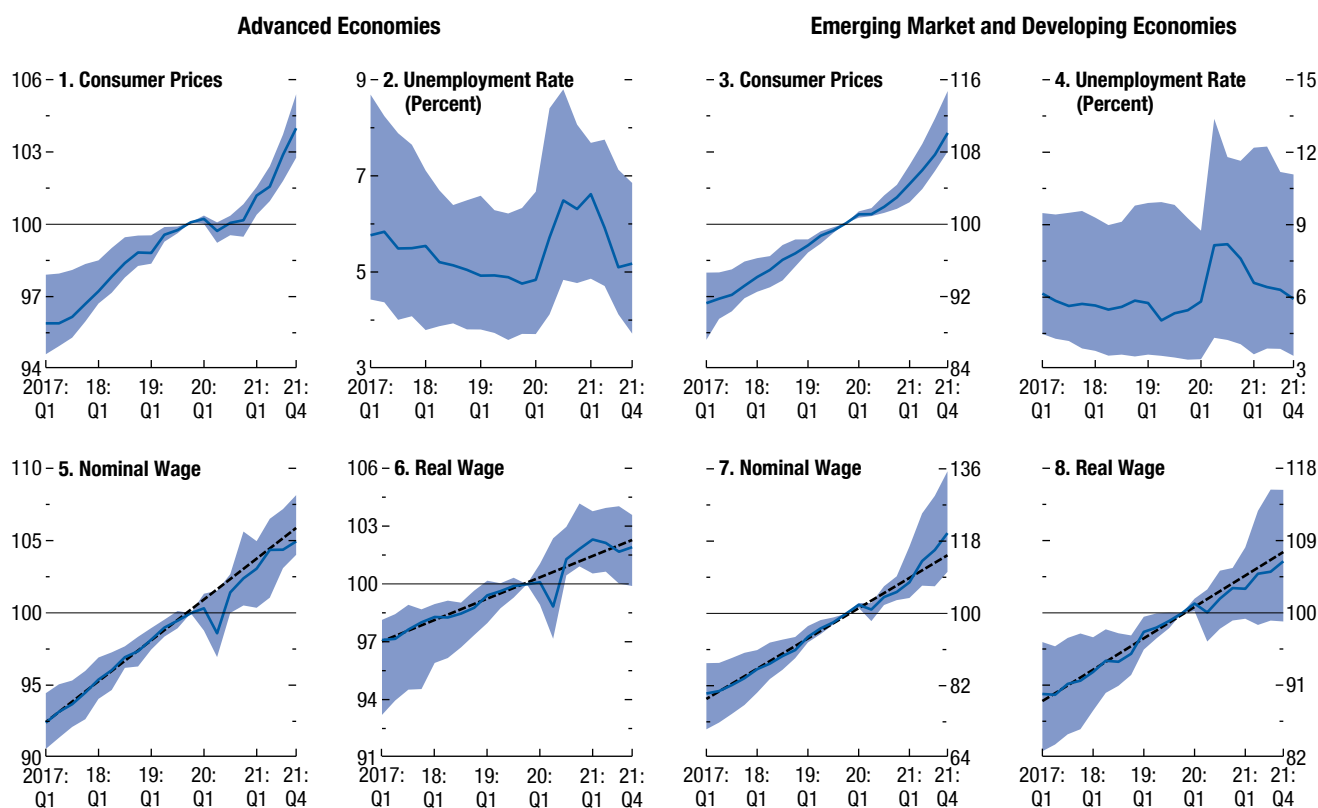 Advanced Economies
Emerging Market and Developing Economies
1. Consumer Prices
106
103
100
97
94
2017: 18: 19: 20: 21: 21:
Q1 Q1 Q1 Q1 Q1 Q4
2. Unemployment Rate
(Percent)
9
7
5
3
2017: 18: 19: 20: 21: 21:
Q1 Q1 Q1 Q1 Q1 Q4
3. Consumer Prices
116
108
100
92
84
2017: 18: 19: 20: 21: 21:
Q1 Q1 Q1 Q1 Q1 Q4
4. Unemployment Rate
(Percent)
15
12
9
6
3
2017: 18: 19: 20: 21: 21:
Q1 Q1 Q1 Q1 Q1 Q4
5. Nominal Wage
110
105
100
95
90
2017: 18: 19: 20: 21: 21:
Q1 Q1 Q1 Q1 Q1 Q4
6. Real Wage
106
103
100
97
94
91
2017: 18: 19: 20: 21: 21:
Q1 Q1 Q1 Q1 Q1 Q4
7. Nominal Wage
136
118
100
82
64
2017: 18: 19: 20: 21: 21:
Q1 Q1 Q1 Q1 Q1 Q4
8. Real Wage
118
109
100
91
82
2017: 18: 19: 20: 21: 21:
Q1 Q1 Q1 Q1 Q1 Q4